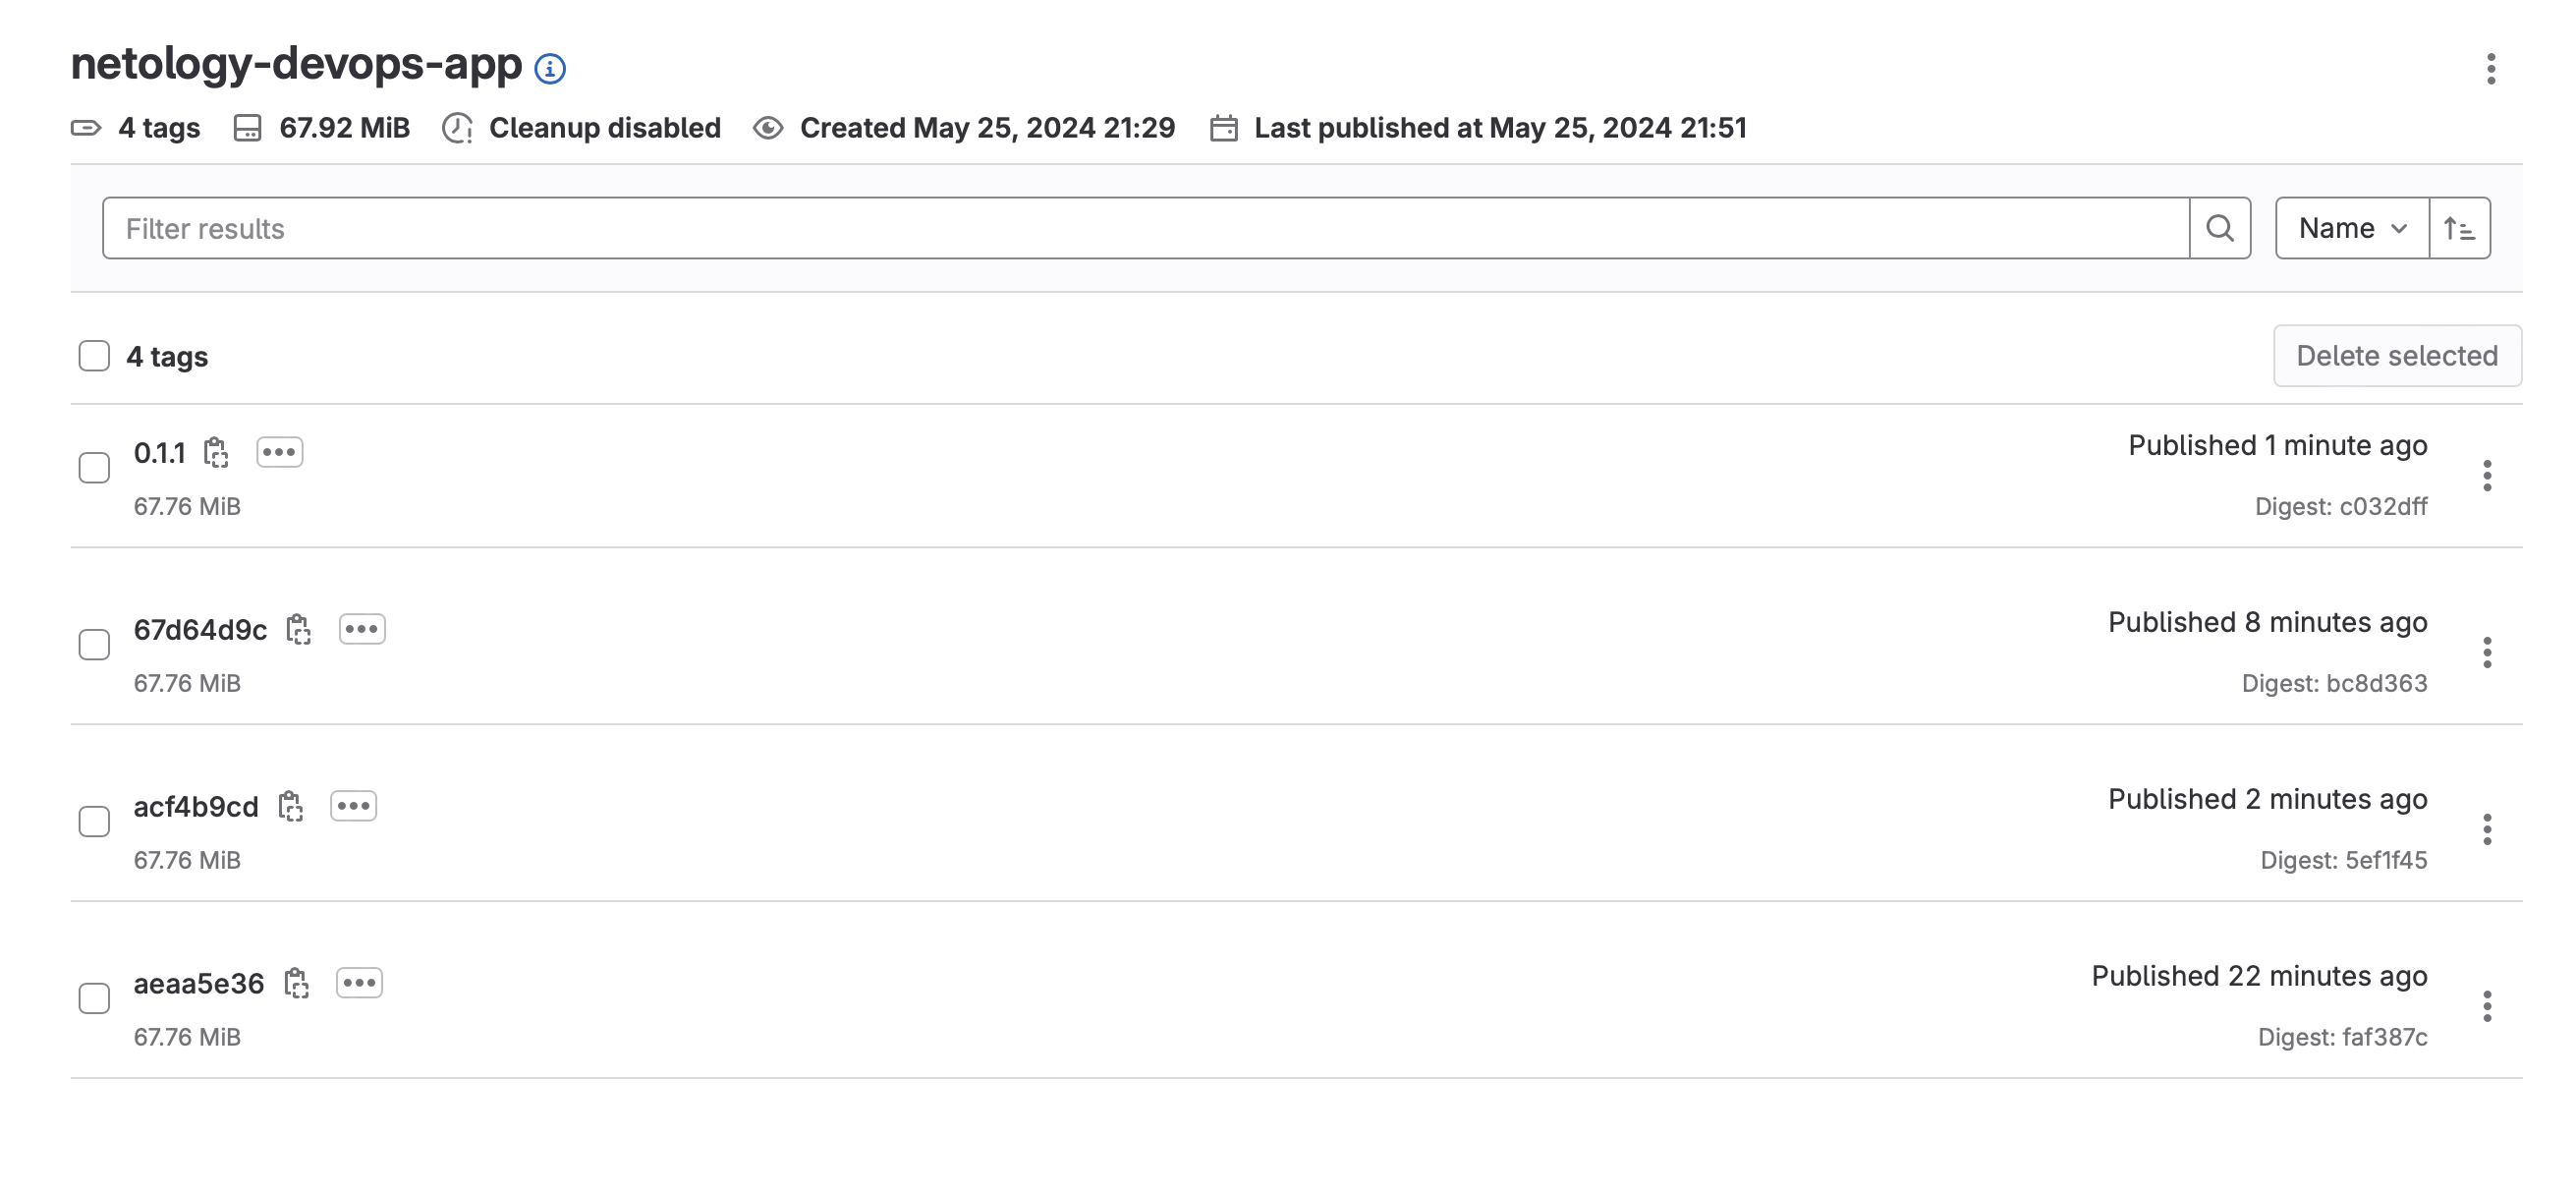 netology-devops-app
4 tags 67.92 MiB Cleanup disabled Created May 25, 2024 21:29 Last published at May 25, 2024 21:51
Filter results Name
4 tags Delete selected
0.1.1 Published 1 minute ago
67.76 MiB Digest: c032dff
67d64d9c Published 8 minutes ago
67.76 MiB Digest: bc8d363
acf4b9cd Published 2 minutes ago
67.76 MiB Digest: 5ef1f45
aeaa5e36 Published 22 minutes ago
67.76 MiB Digest: faf387c